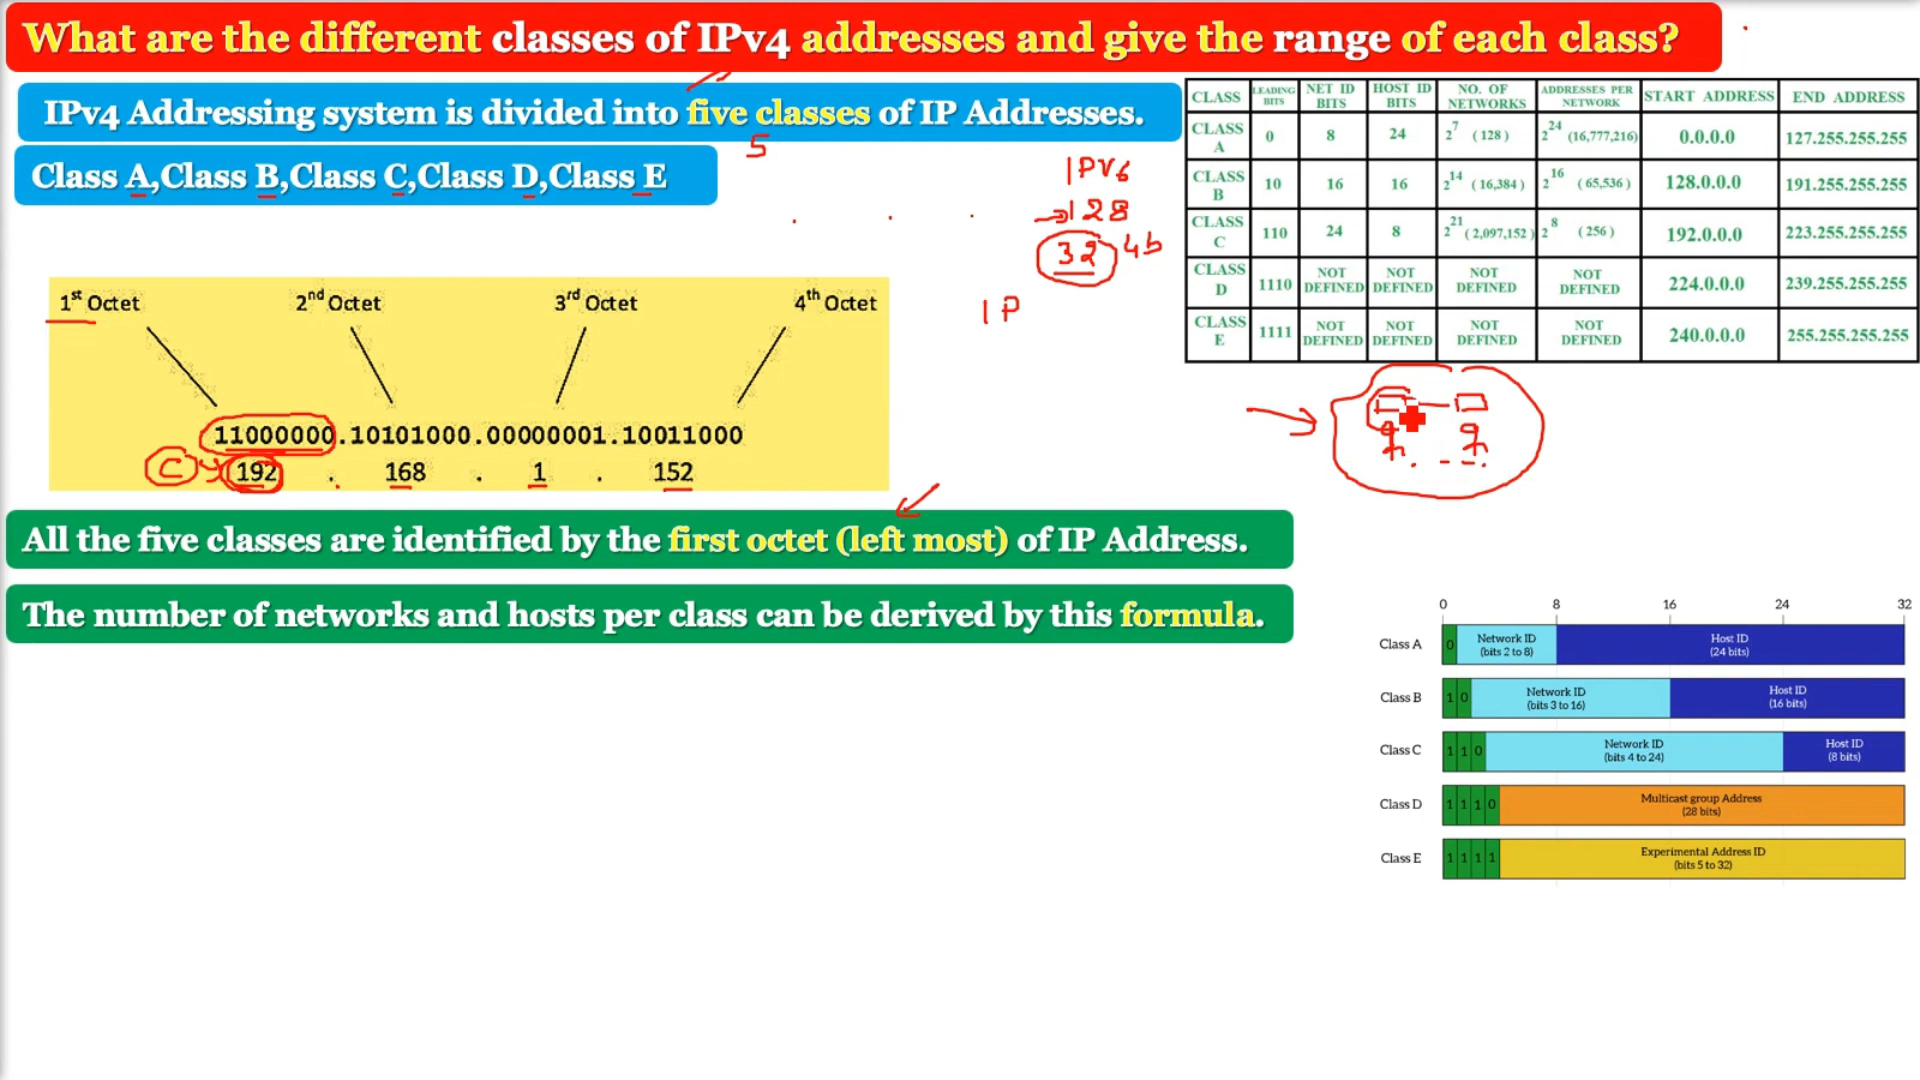 What are the different classes of IPv4 addresses and give the range of each class?
IPv4 Addressing system is divided into five classes of IP Addresses.
5
Class A,Class B,Class C,Class D,Class E
IPV6
128
32 4b
IP
CLASS LEADING BITS NET ID BITS HOST ID BITS NO. OF NETWORKS ADDRESSES PER NETWORK START ADDRESS END ADDRESS
CLASS A 0 8 24 2^7 (128) 2^24 (16,777,216) 0.0.0.0 127.255.255.255
CLASS B 10 16 16 2^14 (16,384) 2^16 (65,536) 128.0.0.0 191.255.255.255
CLASS C 110 24 8 2^21 (2,097,152) 2^8 (256) 192.0.0.0 223.255.255.255
CLASS D 1110 NOT DEFINED NOT DEFINED NOT DEFINED NOT DEFINED 224.0.0.0 239.255.255.255
CLASS E 1111 NOT DEFINED NOT DEFINED NOT DEFINED NOT DEFINED 240.0.0.0 255.255.255.255
1st Octet 2nd Octet 3rd Octet 4th Octet
11000000.10101000.00000001.10011000
C 192 . 168 . 1 . 152
All the five classes are identified by the first octet (left most) of IP Address.
The number of networks and hosts per class can be derived by this formula.
0 8 16 24 32
Class A 0 Network ID (bits 2 to 8) Host ID (24 bits)
Class B 1 0 Network ID (bits 3 to 16) Host ID (16 bits)
Class C 1 1 0 Network ID (bits 4 to 24) Host ID (8 bits)
Class D 1 1 1 0 Multicast group Address (28 bits)
Class E 1 1 1 1 Experimental Address ID (bits 5 to 32)